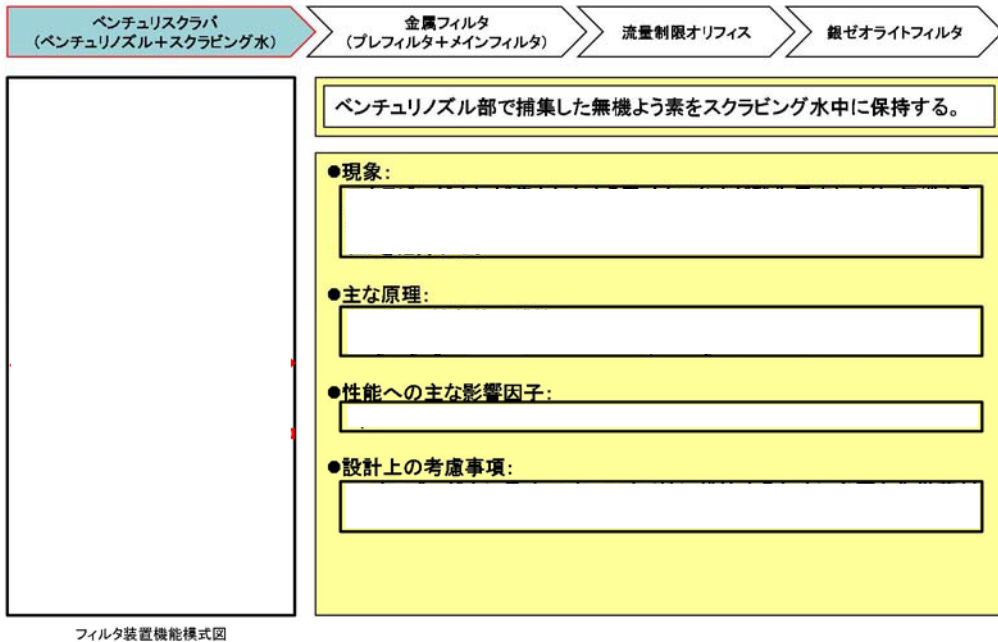 ベンチュリスクラバ
(ベンチュリノズル+スクラビング水)
金属フィルタ
(プレフィルタ+メインフィルタ)
流量制限オリフィス
銀ゼオライトフィルタ
ベンチュリノズル部で捕集した無機よう素をスクラビング水中に保持する。
●現象:
●主な原理:
●性能への主な影響因子:
●設計上の考慮事項:
フィルタ装置機能模式図